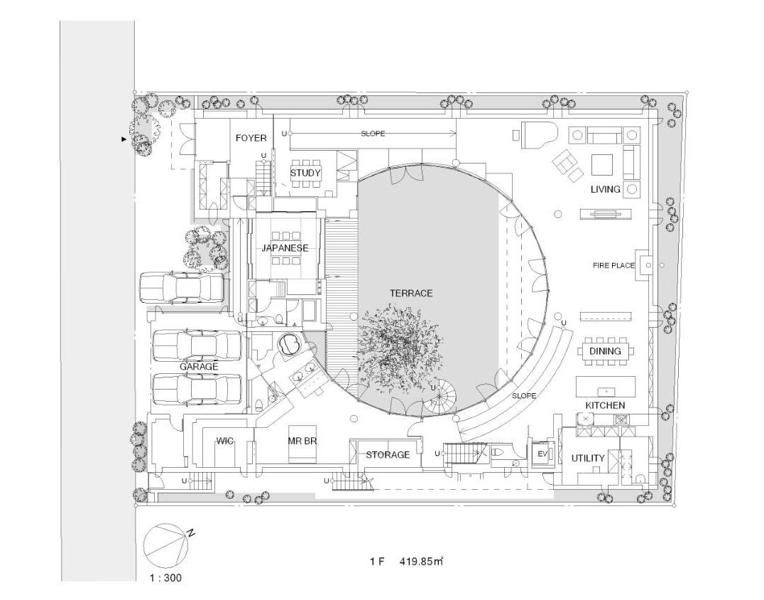 FOYER
U
SLOPE
U
STUDY
LIVING
JAPANESE
FIRE PLACE
TERRACE
U
DINING
GARAGE
U
SLOPE
KITCHEN
WIC
MR BR
STORAGE
U
EV
UTILITY
U
U
N
1 : 300
1 F 419.85㎡